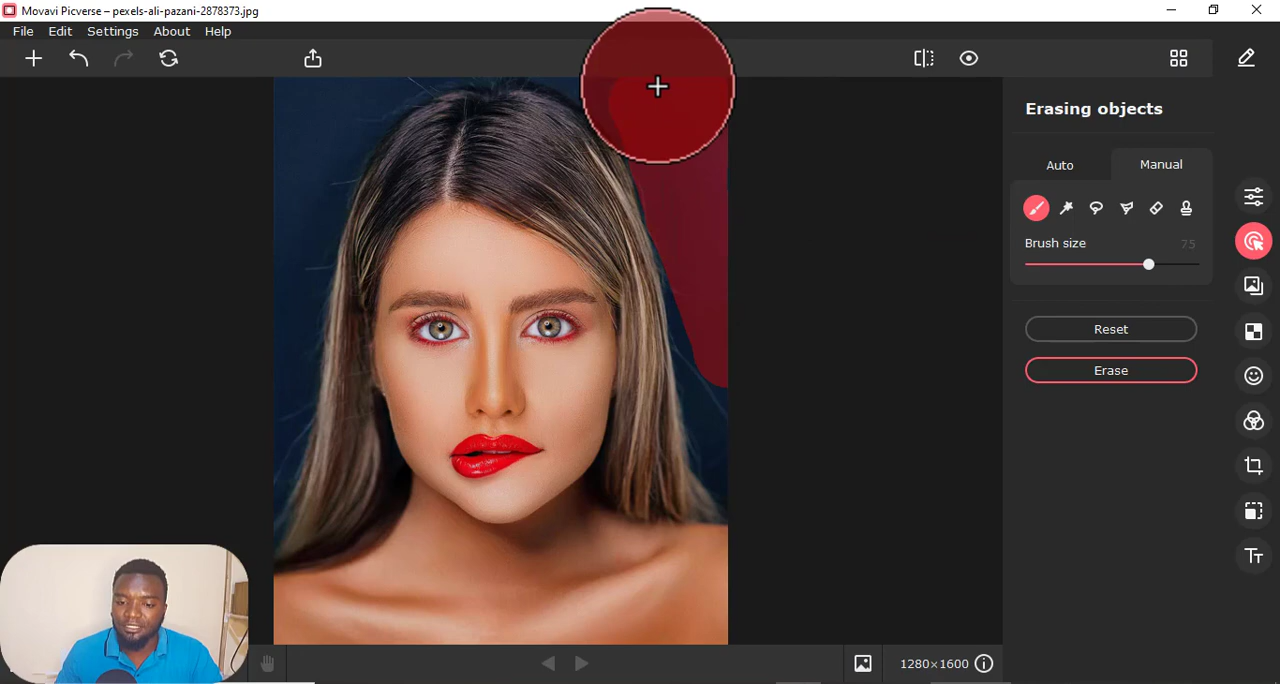 Movavi Picverse – pexels-ali-pazani-2878373.jpg
File Edit Settings About Help
Erasing objects
Auto Manual
Brush size 75
Reset
Erase
1280×1600